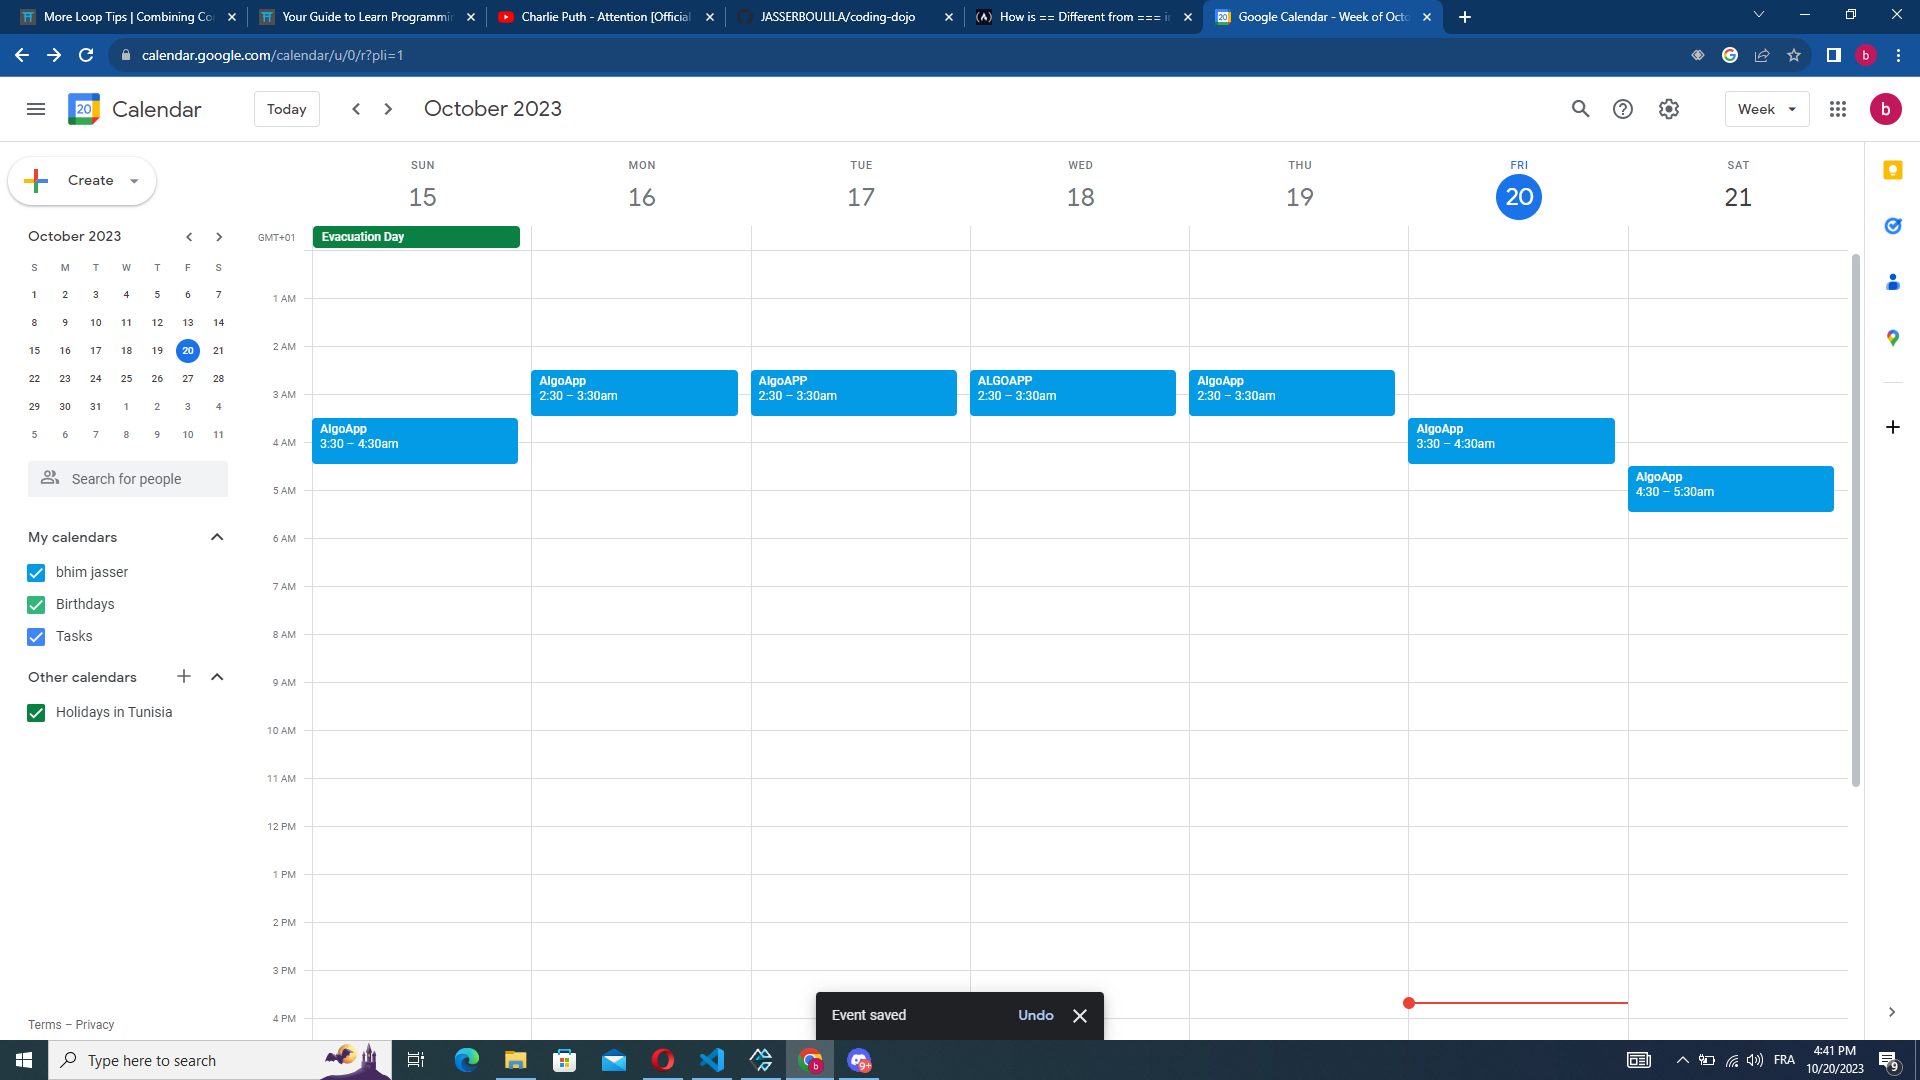 More Loop Tips | Combining Co
Your Guide to Learn Programmin
Charlie Puth - Attention [Official
JASSERBOULILA/coding-dojo
How is == Different from === in
Google Calendar - Week of Octo
calendar.google.com/calendar/u/0/r?pli=1
b
20
Calendar
Today
October 2023
Week
b
Create
SUN
MON
TUE
WED
THU
FRI
SAT
15
16
17
18
19
20
21
GMT+01
Evacuation Day
October 2023
S M T W T F S
1 2 3 4 5 6 7
8 9 10 11 12 13 14
15 16 17 18 19 20 21
22 23 24 25 26 27 28
29 30 31 1 2 3 4
5 6 7 8 9 10 11
Search for people
My calendars
bhim jasser
Birthdays
Tasks
Other calendars
Holidays in Tunisia
Terms – Privacy
1 AM
2 AM
3 AM
4 AM
5 AM
6 AM
7 AM
8 AM
9 AM
10 AM
11 AM
12 PM
1 PM
2 PM
3 PM
4 PM
AlgoApp
3:30 – 4:30am
AlgoApp
2:30 – 3:30am
AlgoAPP
2:30 – 3:30am
ALGOAPP
2:30 – 3:30am
AlgoApp
2:30 – 3:30am
AlgoApp
3:30 – 4:30am
AlgoApp
4:30 – 5:30am
Event saved
Undo
Type here to search
b
9+
FRA
4:41 PM
10/20/2023
9